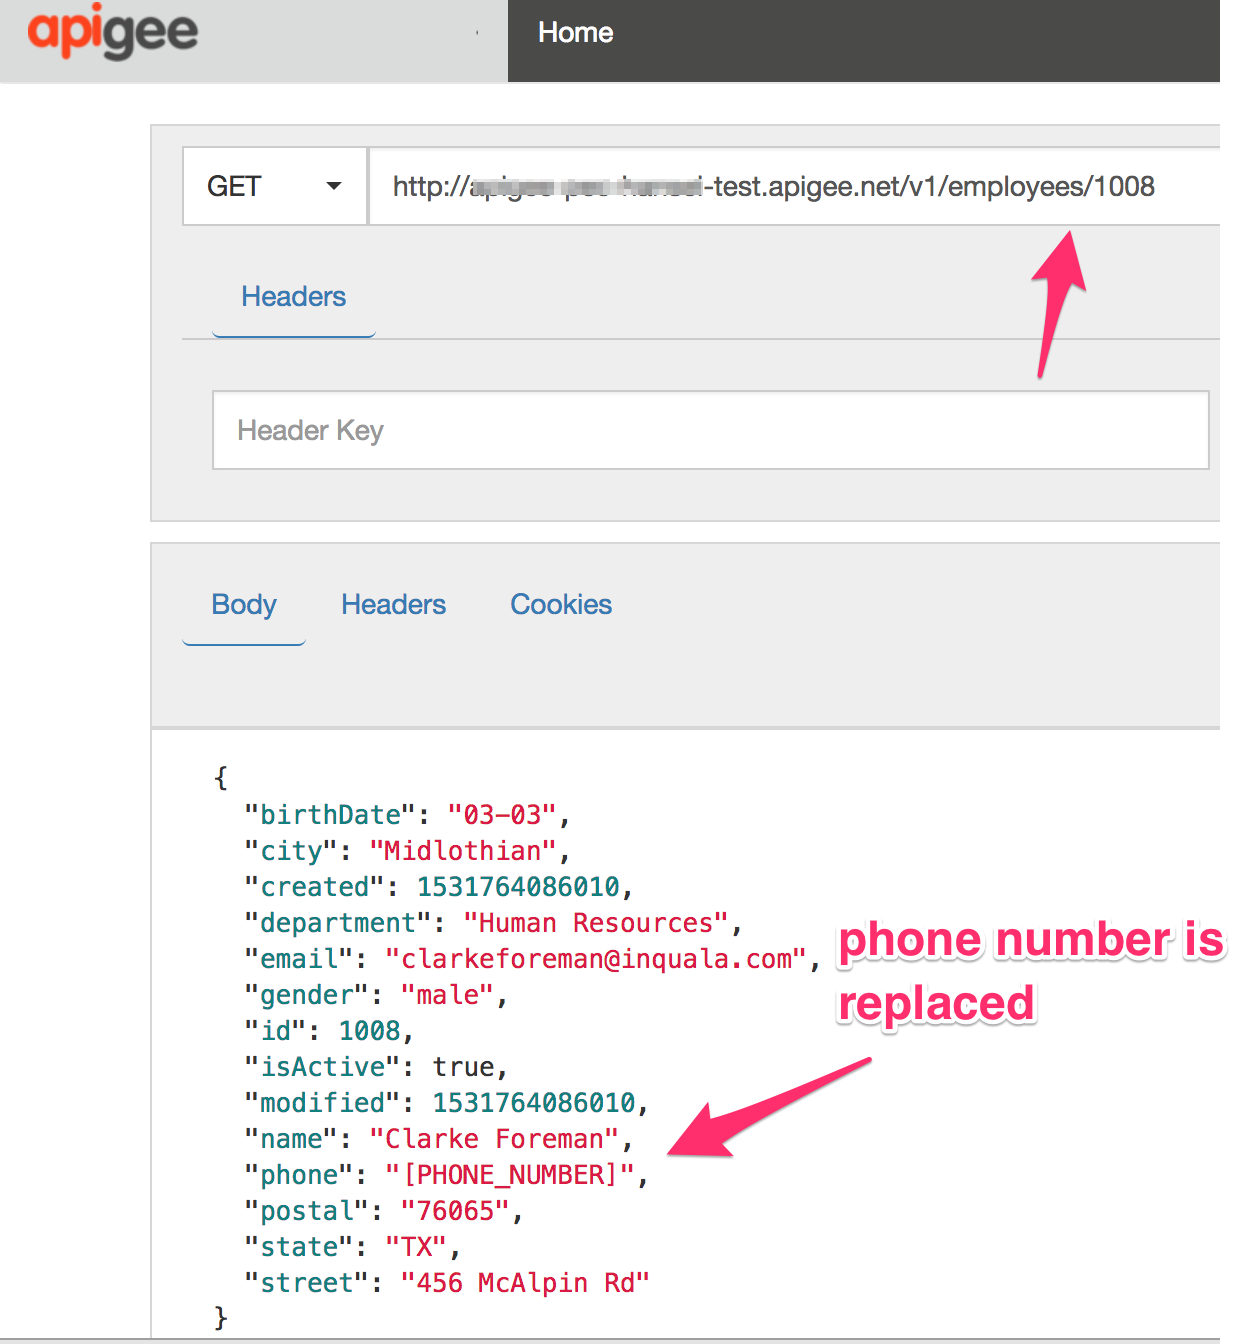 apigee
Home
GET
http://-test.apigee.net/v1/employees/1008
Headers
Header Key
Body Headers Cookies
{
"birthDate": "03-03",
"city": "Midlothian",
"created": 1531764086010,
"department": "Human Resources",
"email": "clarkeforeman@inquala.com",
"gender": "male",
"id": 1008,
"isActive": true,
"modified": 1531764086010,
"name": "Clarke Foreman",
"phone": "[PHONE_NUMBER]",
"postal": "76065",
"state": "TX",
"street": "456 McAlpin Rd"
}
phone number is
replaced